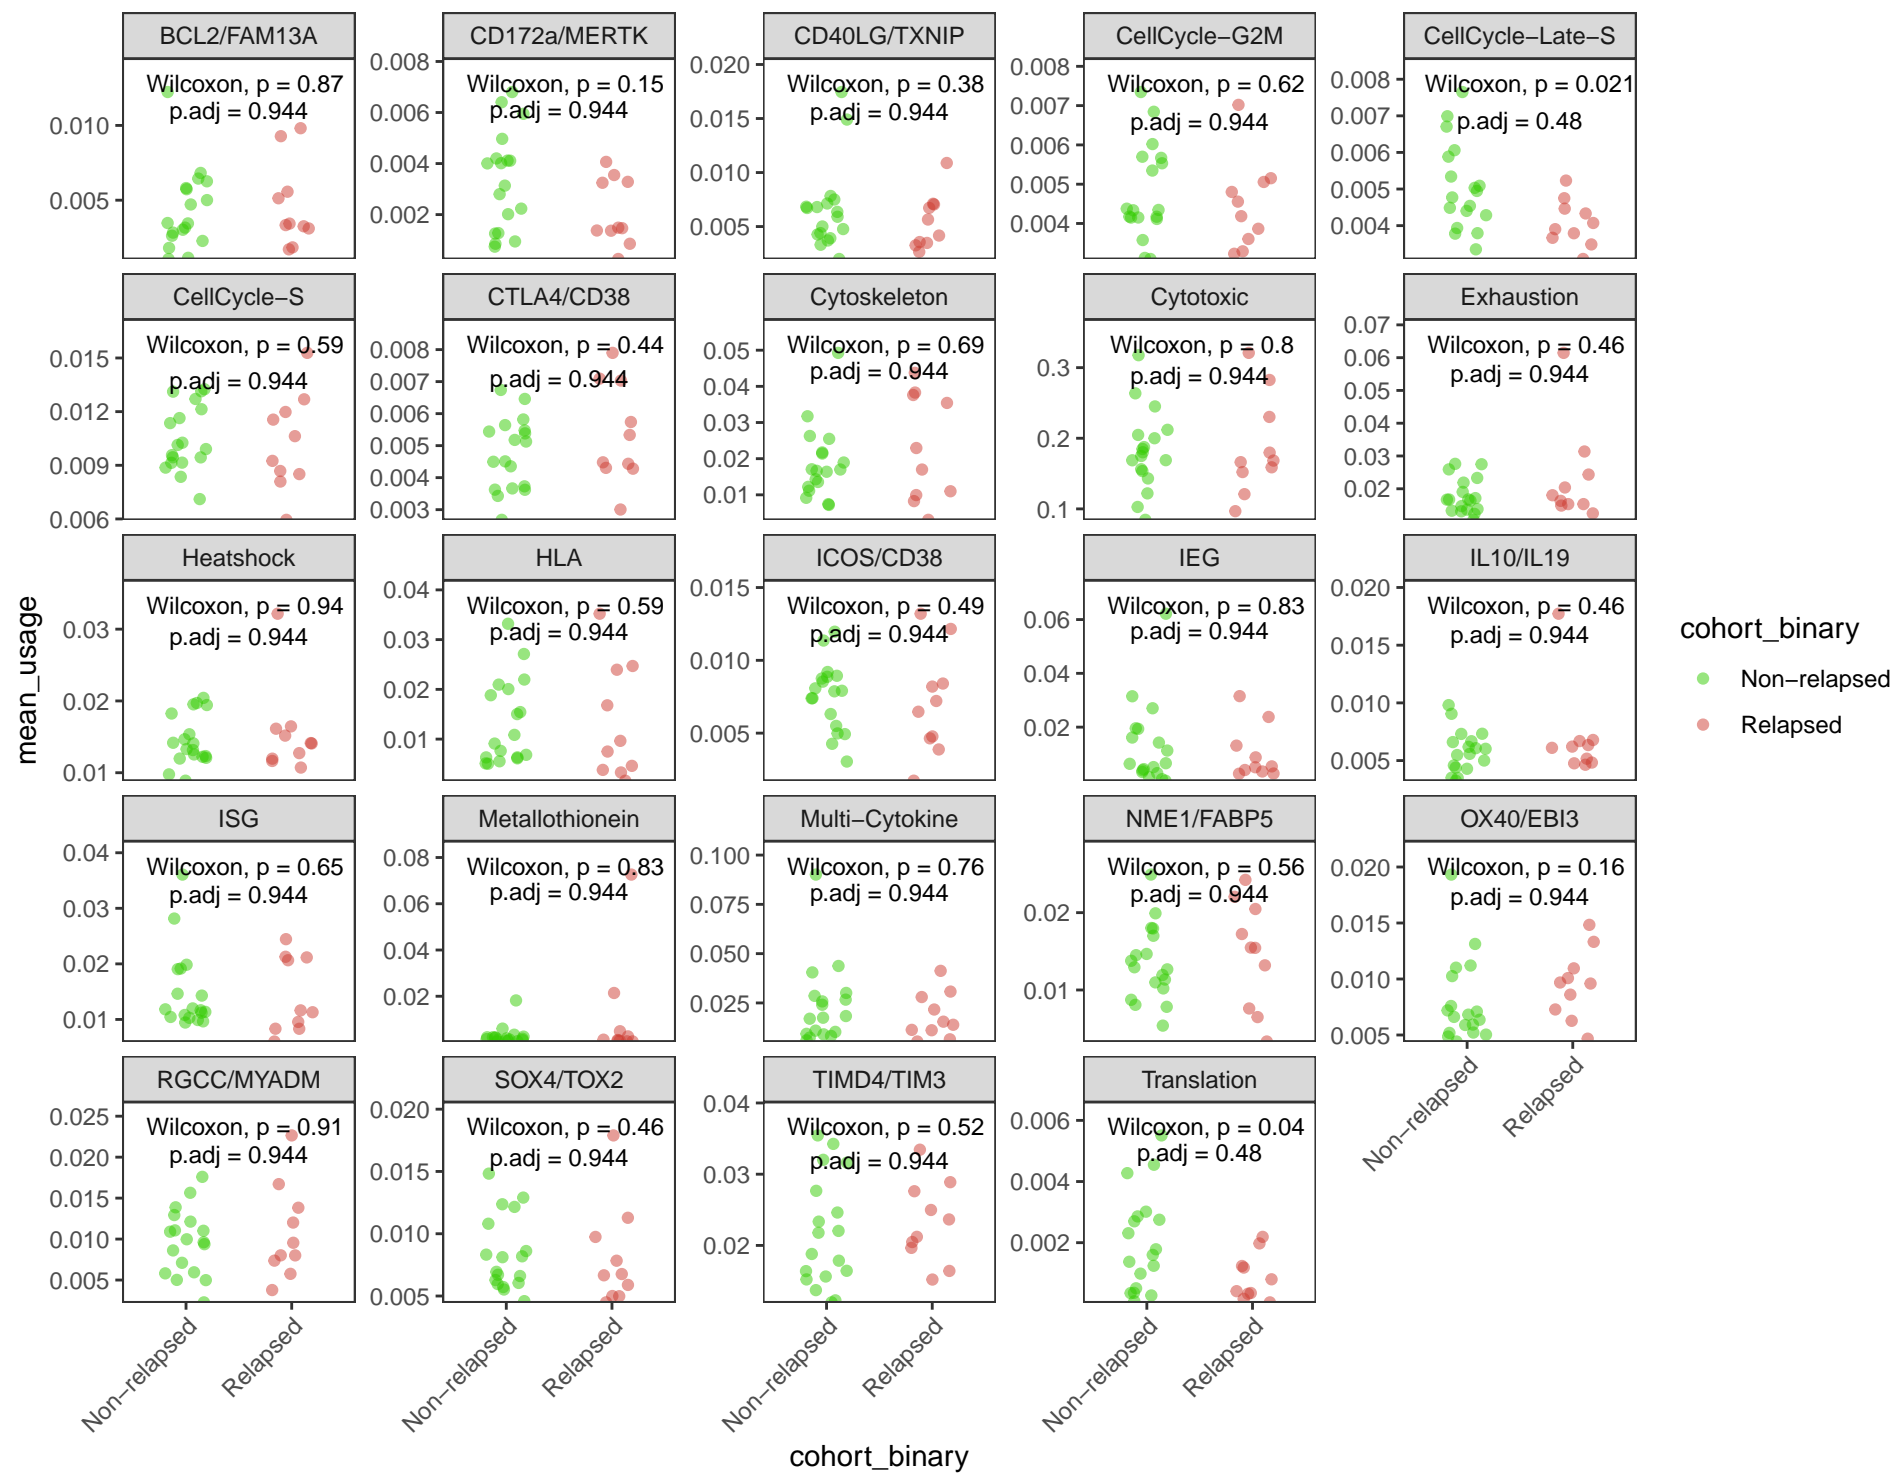 BCL2/FAM13A
CD172a/MERTK
CD40LG/TXNIP
CellCycle−G2M
CellCycle−Late−S
Wilcoxon, p = 0.87
p.adj = 0.944
0.010
0.005
Wilcoxon, p = 0.15
p.adj = 0.944
0.008
0.006
0.004
0.002
Wilcoxon, p = 0.38
p.adj = 0.944
0.020
0.015
0.010
0.005
Wilcoxon, p = 0.62
p.adj = 0.944
0.008
0.007
0.006
0.005
0.004
Wilcoxon, p = 0.021
p.adj = 0.48
0.008
0.007
0.006
0.005
0.004
CellCycle−S
CTLA4/CD38
Cytoskeleton
Cytotoxic
Exhaustion
Wilcoxon, p = 0.59
p.adj = 0.944
0.015
0.012
0.009
0.006
Wilcoxon, p = 0.44
p.adj = 0.944
0.008
0.007
0.006
0.005
0.004
0.003
Wilcoxon, p = 0.69
p.adj = 0.944
0.05
0.04
0.03
0.02
0.01
Wilcoxon, p = 0.8
p.adj = 0.944
0.3
0.2
0.1
Wilcoxon, p = 0.46
p.adj = 0.944
0.07
0.06
0.05
0.04
0.03
0.02
Heatshock
HLA
ICOS/CD38
IEG
IL10/IL19
Wilcoxon, p = 0.94
p.adj = 0.944
0.03
0.02
0.01
Wilcoxon, p = 0.59
p.adj = 0.944
0.04
0.03
0.02
0.01
Wilcoxon, p = 0.49
p.adj = 0.944
0.015
0.010
0.005
Wilcoxon, p = 0.83
p.adj = 0.944
0.06
0.04
0.02
Wilcoxon, p = 0.46
p.adj = 0.944
0.020
0.015
0.010
0.005
ISG
Metallothionein
Multi−Cytokine
NME1/FABP5
OX40/EBI3
Wilcoxon, p = 0.65
p.adj = 0.944
0.04
0.03
0.02
0.01
Wilcoxon, p = 0.83
p.adj = 0.944
0.08
0.06
0.04
0.02
Wilcoxon, p = 0.76
p.adj = 0.944
0.100
0.075
0.050
0.025
Wilcoxon, p = 0.56
p.adj = 0.944
0.02
0.01
Wilcoxon, p = 0.16
p.adj = 0.944
0.020
0.015
0.010
0.005
Non−relapsed
Relapsed
RGCC/MYADM
SOX4/TOX2
TIMD4/TIM3
Translation
Wilcoxon, p = 0.91
p.adj = 0.944
0.025
0.020
0.015
0.010
0.005
Wilcoxon, p = 0.46
p.adj = 0.944
0.020
0.015
0.010
0.005
Wilcoxon, p = 0.52
p.adj = 0.944
0.04
0.03
0.02
Wilcoxon, p = 0.04
p.adj = 0.48
0.006
0.004
0.002
Non−relapsed
Relapsed
Non−relapsed
Relapsed
Non−relapsed
Relapsed
Non−relapsed
Relapsed
cohort_binary
mean_usage
cohort_binary
Non−relapsed
Relapsed